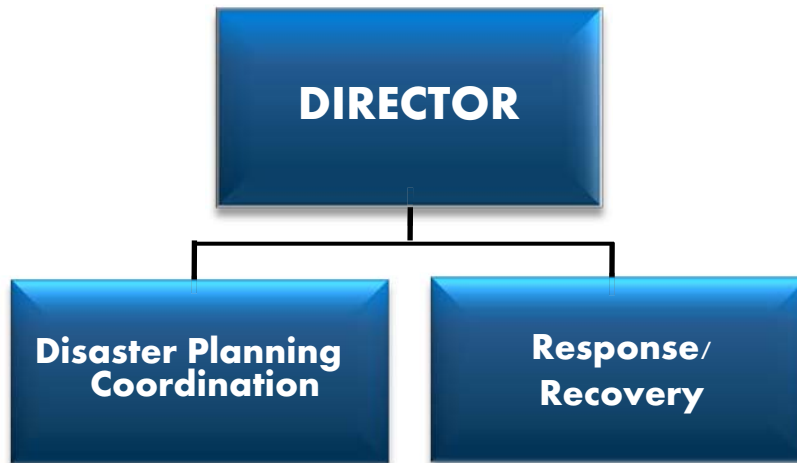 DIRECTOR
Disaster Planning
Coordination
Response/
Recovery